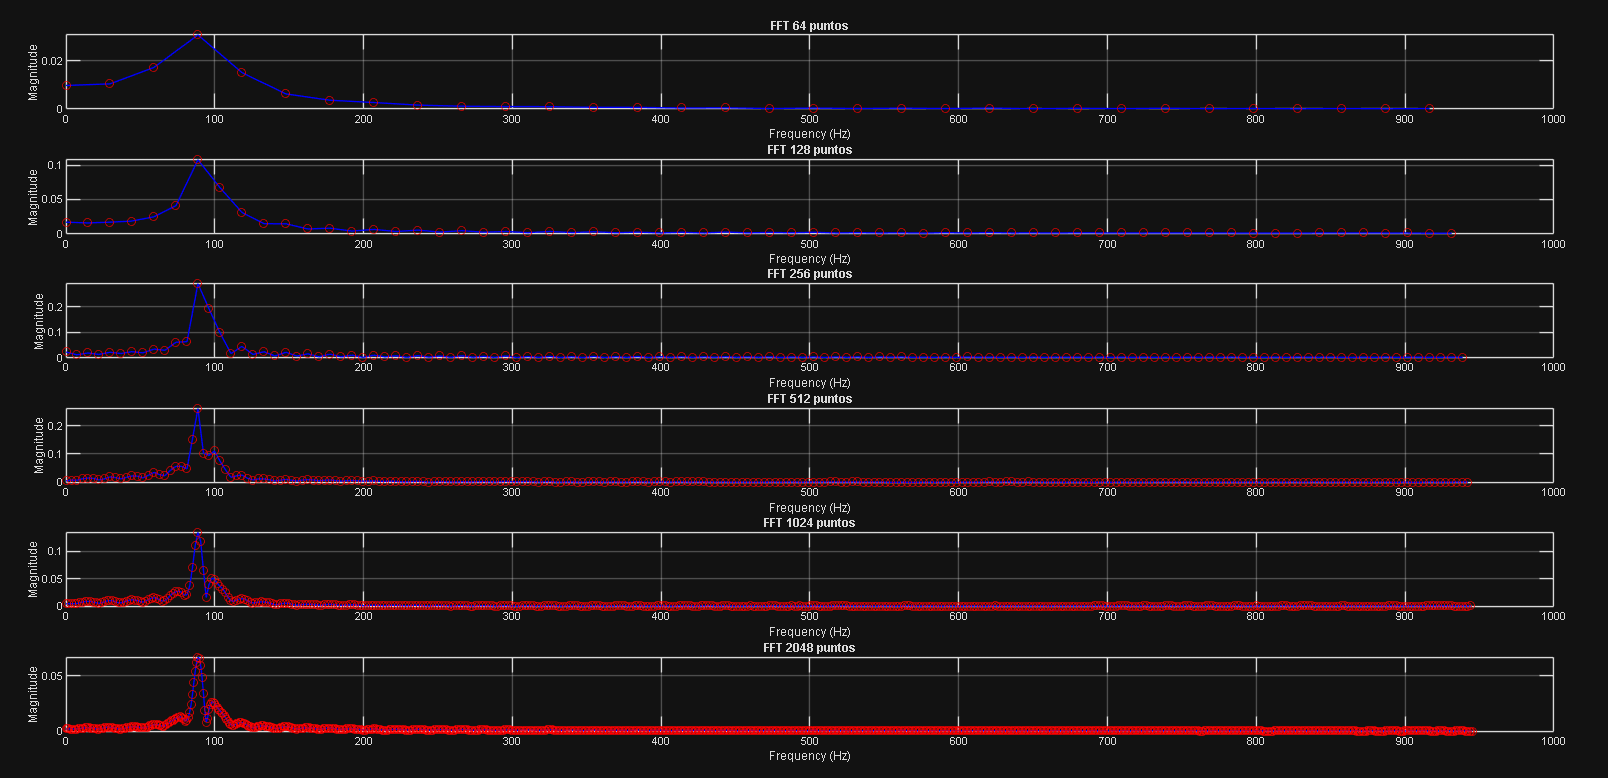 FFT 64 puntos
Magnitude
0.02
0
0 100 200 300 400 500 600 700 800 900 1000
Frequency (Hz)
FFT 128 puntos
Magnitude
0.1
0.05
0
0 100 200 300 400 500 600 700 800 900 1000
Frequency (Hz)
FFT 256 puntos
Magnitude
0.2
0.1
0
0 100 200 300 400 500 600 700 800 900 1000
Frequency (Hz)
FFT 512 puntos
Magnitude
0.2
0.1
0
0 100 200 300 400 500 600 700 800 900 1000
Frequency (Hz)
FFT 1024 puntos
Magnitude
0.1
0.05
0
0 100 200 300 400 500 600 700 800 900 1000
Frequency (Hz)
FFT 2048 puntos
Magnitude
0.05
0
0 100 200 300 400 500 600 700 800 900 1000
Frequency (Hz)